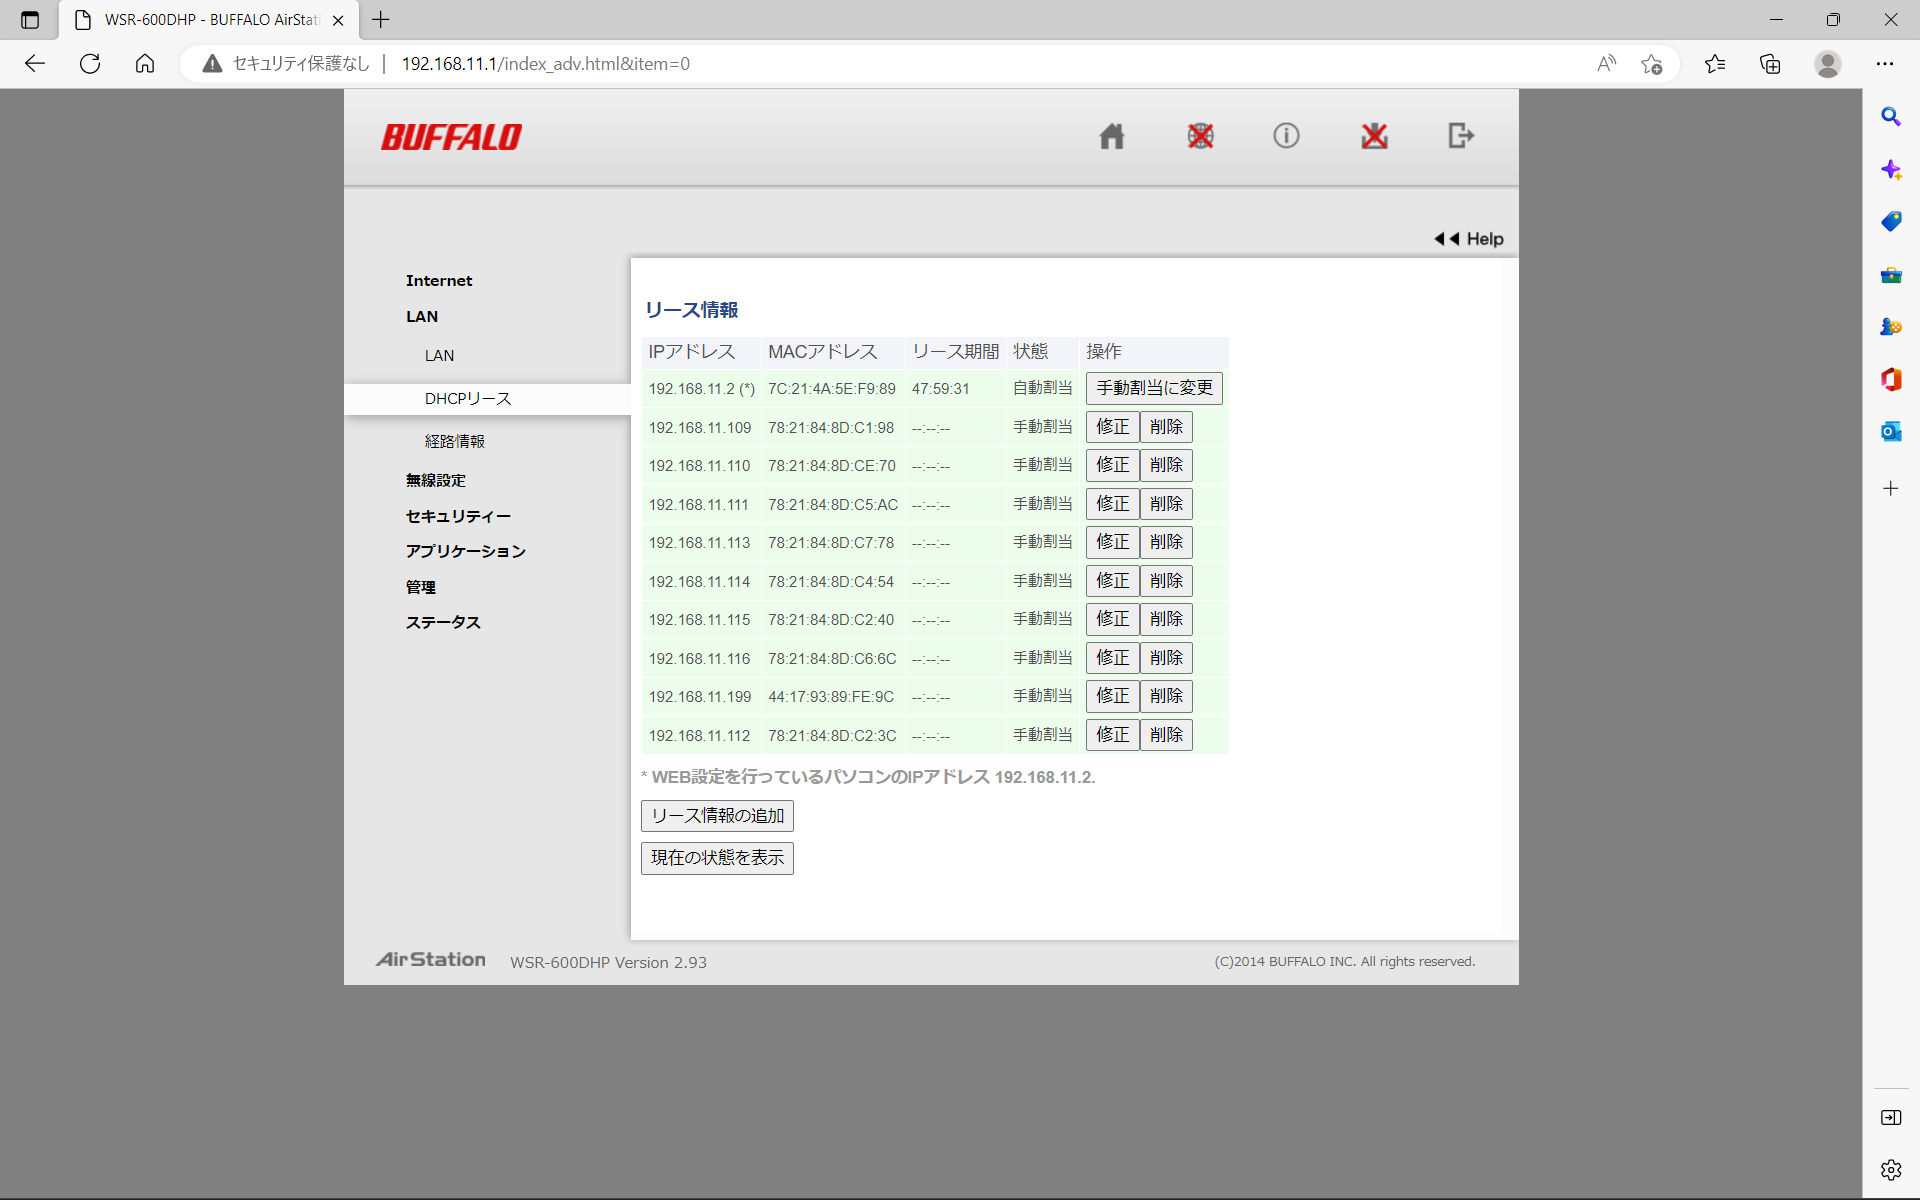 WSR-600DHP - BUFFALO AirStati
セキュリティ保護なし 192.168.11.1/index_adv.html&item=0
BUFFALO
Help
Internet
LAN
LAN
DHCPリース
経路情報
無線設定
セキュリティー
アプリケーション
管理
ステータス
リース情報
IPアドレス MACアドレス リース期間 状態 操作
192.168.11.2 (*) 7C:21:4A:5E:F9:89 47:59:31 自動割当 手動割当に変更
192.168.11.109 78:21:84:8D:C1:98 --:--:-- 手動割当 修正 削除
192.168.11.110 78:21:84:8D:CE:70 --:--:-- 手動割当 修正 削除
192.168.11.111 78:21:84:8D:C5:AC --:--:-- 手動割当 修正 削除
192.168.11.113 78:21:84:8D:C7:78 --:--:-- 手動割当 修正 削除
192.168.11.114 78:21:84:8D:C4:54 --:--:-- 手動割当 修正 削除
192.168.11.115 78:21:84:8D:C2:40 --:--:-- 手動割当 修正 削除
192.168.11.116 78:21:84:8D:C6:6C --:--:-- 手動割当 修正 削除
192.168.11.199 44:17:93:89:FE:9C --:--:-- 手動割当 修正 削除
192.168.11.112 78:21:84:8D:C2:3C --:--:-- 手動割当 修正 削除
* WEB設定を行っているパソコンのIPアドレス 192.168.11.2.
リース情報の追加
現在の状態を表示
AirStation WSR-600DHP Version 2.93
(C)2014 BUFFALO INC. All rights reserved.